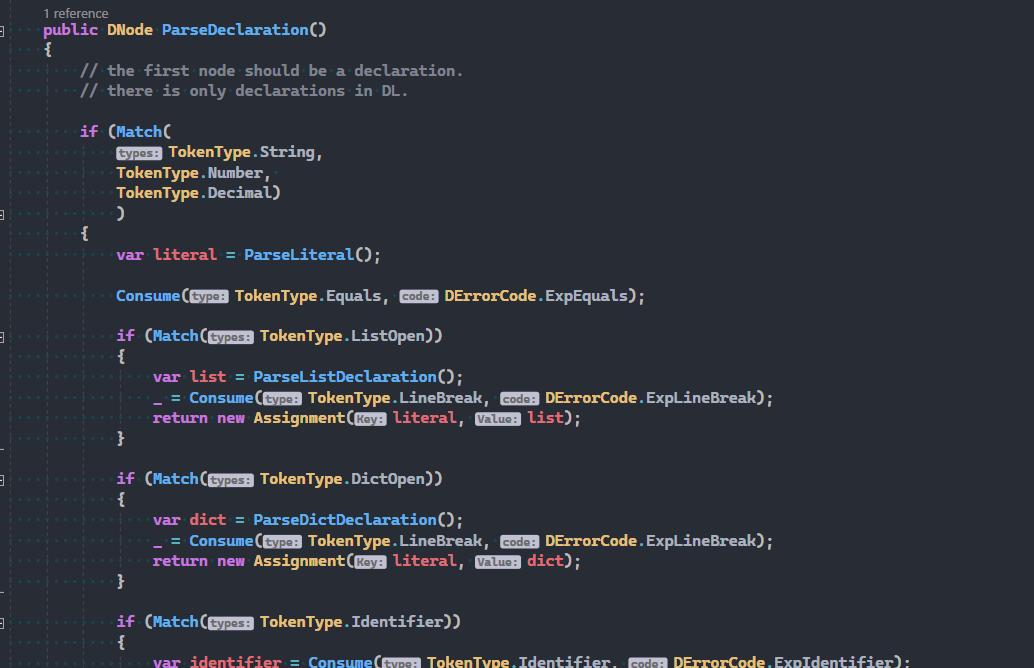 1 reference
public DNode ParseDeclaration()
{
// the first node should be a declaration.
// there is only declarations in DL.
if (Match(
types: TokenType.String,
TokenType.Number,
TokenType.Decimal)
)
{
var literal = ParseLiteral();
Consume(type: TokenType.Equals, code: DErrorCode.ExpEquals);
if (Match(types: TokenType.ListOpen))
{
var list = ParseListDeclaration();
_ = Consume(type: TokenType.LineBreak, code: DErrorCode.ExpLineBreak);
return new Assignment(Key: literal, Value: list);
}
if (Match(types: TokenType.DictOpen))
{
var dict = ParseDictDeclaration();
_ = Consume(type: TokenType.LineBreak, code: DErrorCode.ExpLineBreak);
return new Assignment(Key: literal, Value: dict);
}
if (Match(types: TokenType.Identifier))
{
var identifier = Consume(type: TokenType.Identifier, code: DErrorCode.ExpIdentifier);